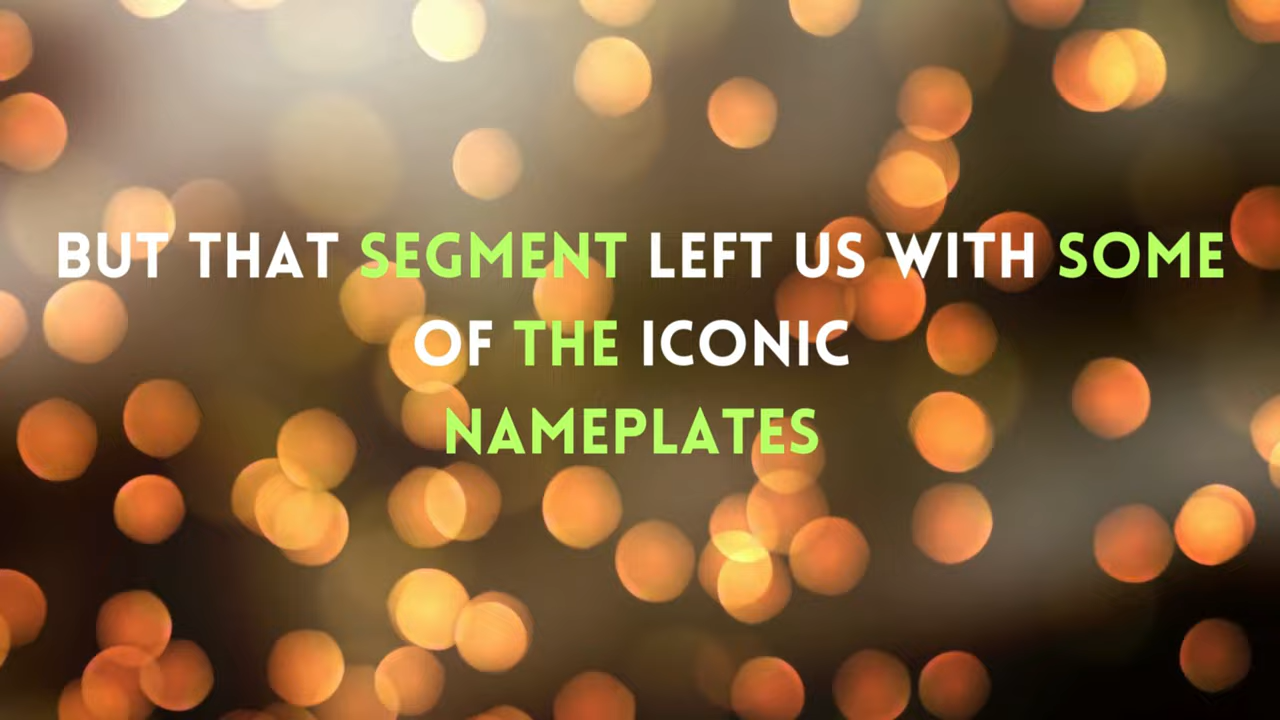 BUT THAT SEGMENT LEFT US WITH SOME
OF THE ICONIC
NAMEPLATES